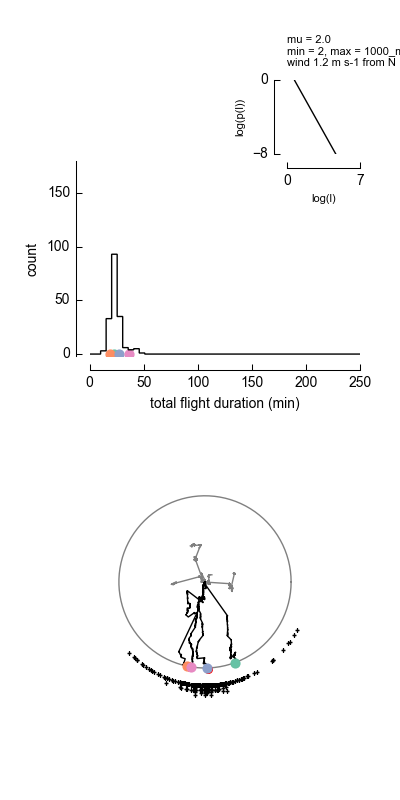 mu = 2.0
min = 2, max = 1000_m
wind 1.2 m s-1 from N
0
−8
log(p(l))
0 7
log(l)
150
100
50
0
count
0 50 100 150 200 250
total flight duration (min)